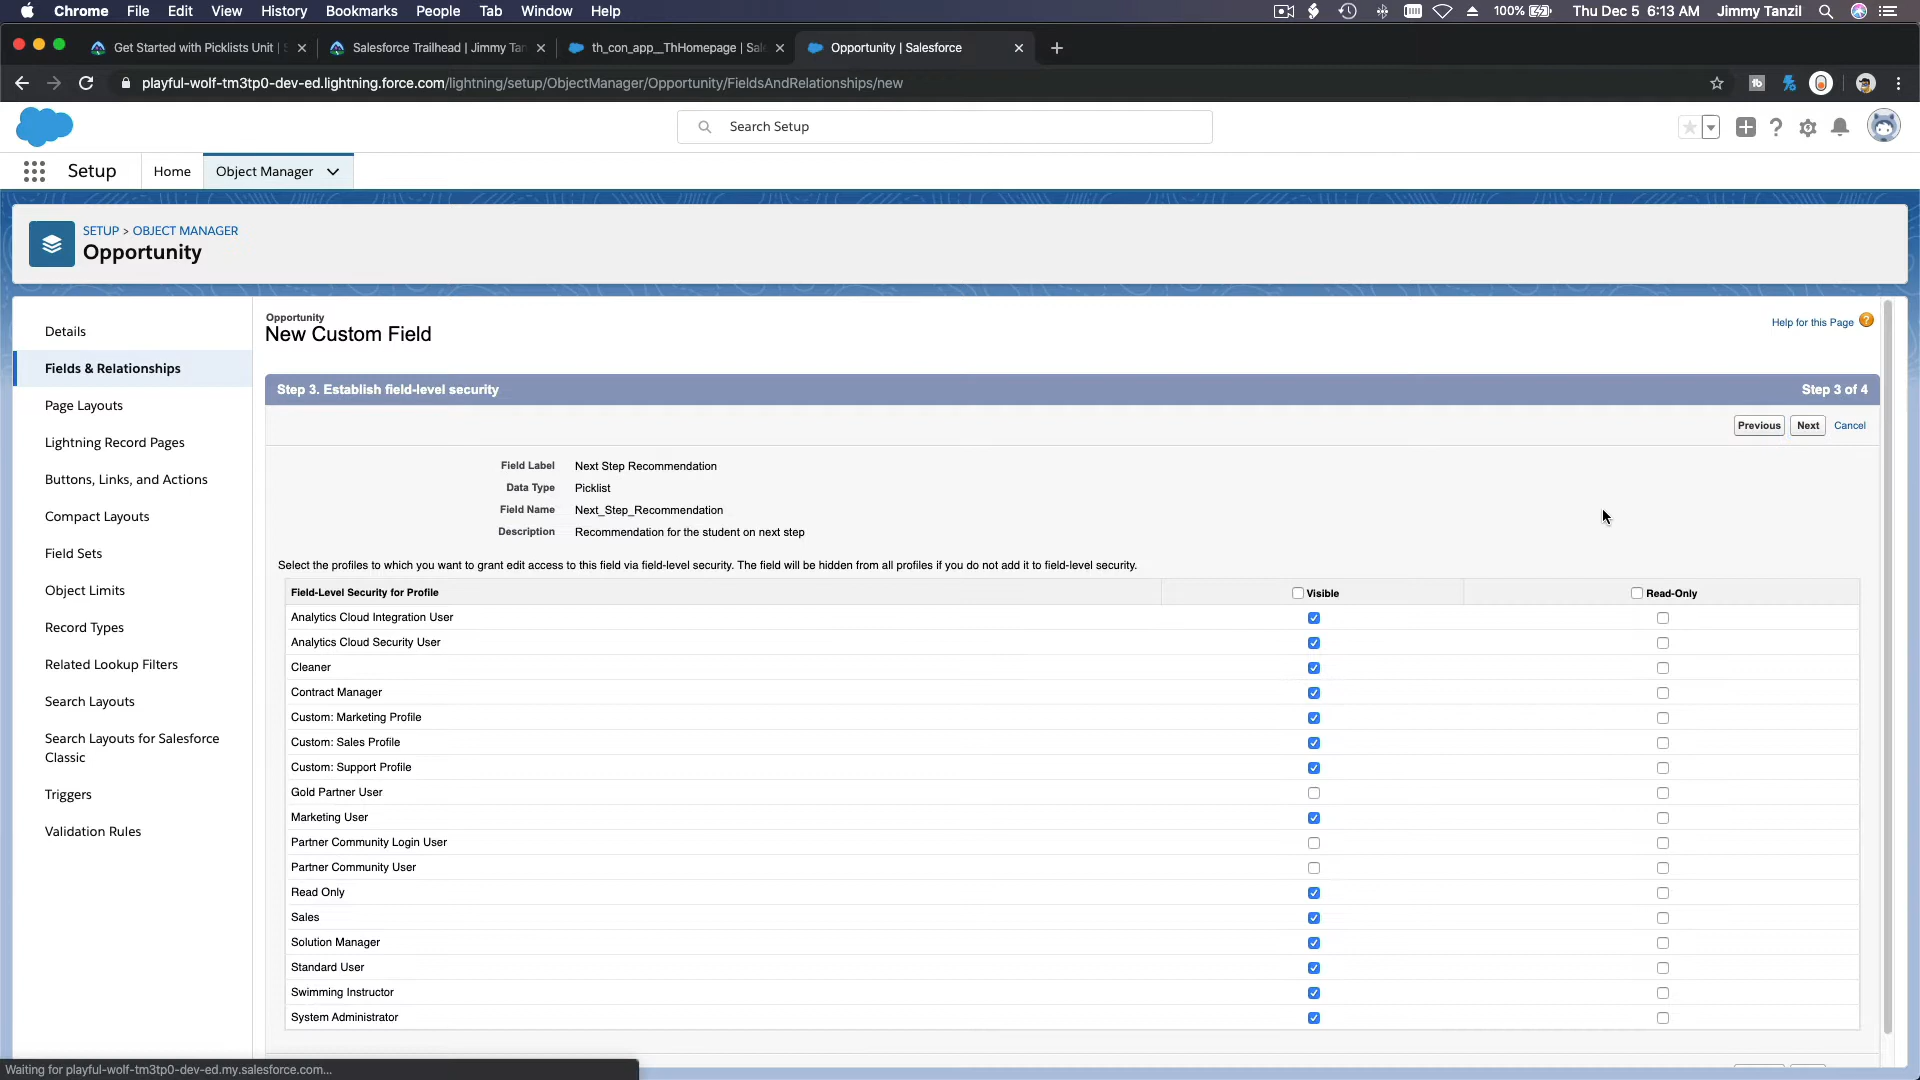 Chrome File Edit View History Bookmarks People Tab Window Help 100% Thu Dec 5 6:13 AM Jimmy Tanzil
Get Started with Picklists Unit | Salesforce Trailhead | Jimmy Tan th_con_app__ThHomepage | Sal Opportunity | Salesforce
playful-wolf-tm3tp0-dev-ed.lightning.force.com/lightning/setup/ObjectManager/Opportunity/FieldsAndRelationships/new
Search Setup
Setup Home Object Manager
SETUP > OBJECT MANAGER
Opportunity
Details
Fields & Relationships
Page Layouts
Lightning Record Pages
Buttons, Links, and Actions
Compact Layouts
Field Sets
Object Limits
Record Types
Related Lookup Filters
Search Layouts
Search Layouts for Salesforce
Classic
Triggers
Validation Rules
Opportunity
New Custom Field
Help for this Page ?
Step 3. Establish field-level security Step 3 of 4
Previous Next Cancel
Field Label Next Step Recommendation
Data Type Picklist
Field Name Next_Step_Recommendation
Description Recommendation for the student on next step
Select the profiles to which you want to grant edit access to this field via field-level security. The field will be hidden from all profiles if you do not add it to field-level security.
Field-Level Security for Profile Visible Read-Only
Analytics Cloud Integration User
Analytics Cloud Security User
Cleaner
Contract Manager
Custom: Marketing Profile
Custom: Sales Profile
Custom: Support Profile
Gold Partner User
Marketing User
Partner Community Login User
Partner Community User
Read Only
Sales
Solution Manager
Standard User
Swimming Instructor
System Administrator
Waiting for playful-wolf-tm3tp0-dev-ed.my.salesforce.com...